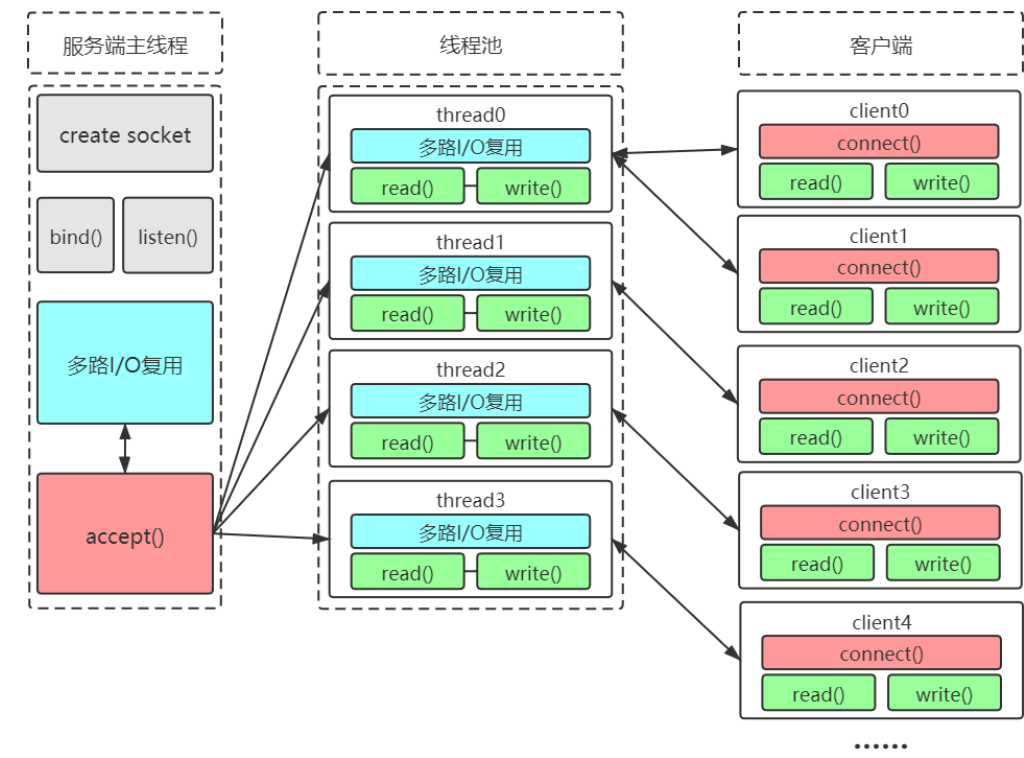 服务端主线程
create socket
bind()
listen()
多路I/O复用
accept()
线程池
thread0
多路I/O复用
read()
write()
thread1
多路I/O复用
read()
write()
thread2
多路I/O复用
read()
write()
thread3
多路I/O复用
read()
write()
客户端
client0
connect()
read()
write()
client1
connect()
read()
write()
client2
connect()
read()
write()
client3
connect()
read()
write()
client4
connect()
read()
write()
……